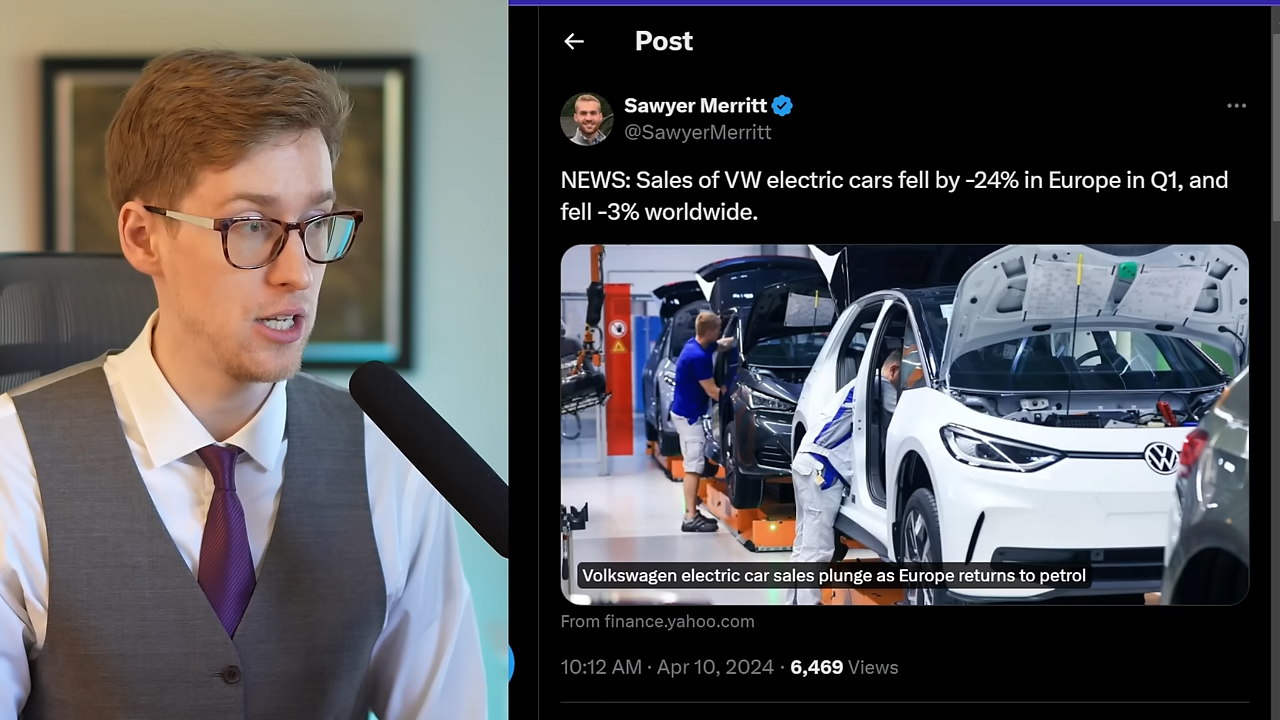 Post
Sawyer Merritt
@SawyerMerritt
NEWS: Sales of VW electric cars fell by -24% in Europe in Q1, and
fell -3% worldwide.
Volkswagen electric car sales plunge as Europe returns to petrol
From finance.yahoo.com
10:12 AM · Apr 10, 2024 · 6,469 Views